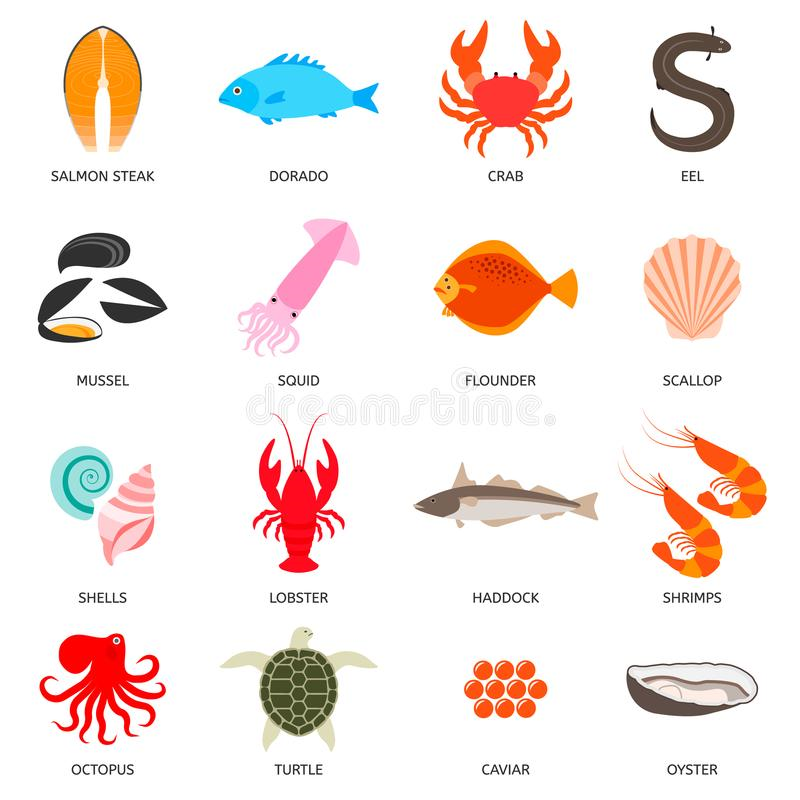 SALMON STEAK
DORADO
CRAB
EEL
MUSSEL
SQUID
FLOUNDER
SCALLOP
dreamstime
SHELLS
LOBSTER
HADDOCK
SHRIMPS
OCTOPUS
TURTLE
CAVIAR
OYSTER